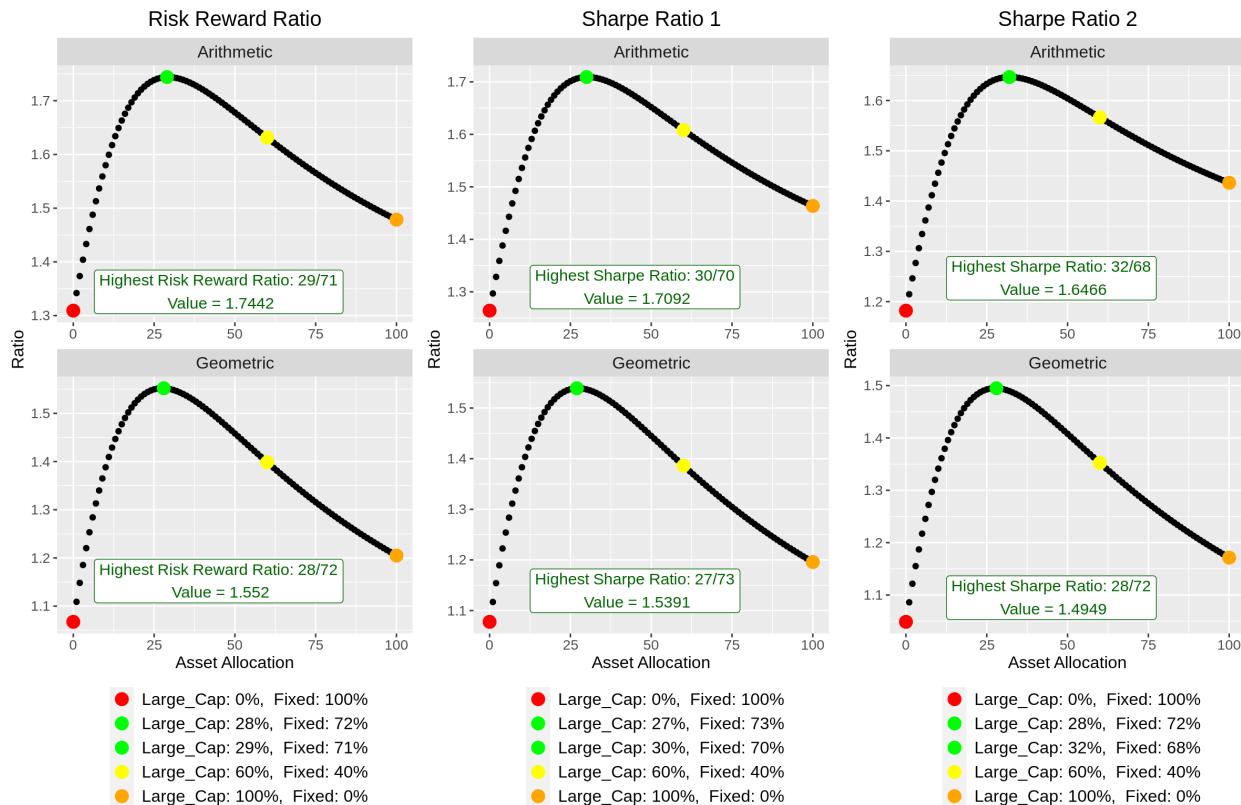 Risk Reward Ratio
Arithmetic
1.7
1.6
1.5
1.4
1.3
Highest Risk Reward Ratio: 29/71
Value = 1.7442
0 25 50 75 100
Ratio
Geometric
1.5
1.4
1.3
1.2
1.1
Highest Risk Reward Ratio: 28/72
Value = 1.552
0 25 50 75 100
Asset Allocation
Large_Cap: 0%, Fixed: 100%
Large_Cap: 28%, Fixed: 72%
Large_Cap: 29%, Fixed: 71%
Large_Cap: 60%, Fixed: 40%
Large_Cap: 100%, Fixed: 0%
Sharpe Ratio 1
Arithmetic
1.7
1.6
1.5
1.4
1.3
Highest Sharpe Ratio: 30/70
Value = 1.7092
0 25 50 75 100
Ratio
Geometric
1.5
1.4
1.3
1.2
1.1
Highest Sharpe Ratio: 27/73
Value = 1.5391
0 25 50 75 100
Asset Allocation
Large_Cap: 0%, Fixed: 100%
Large_Cap: 27%, Fixed: 73%
Large_Cap: 30%, Fixed: 70%
Large_Cap: 60%, Fixed: 40%
Large_Cap: 100%, Fixed: 0%
Sharpe Ratio 2
Arithmetic
1.6
1.5
1.4
1.3
1.2
Highest Sharpe Ratio: 32/68
Value = 1.6466
0 25 50 75 100
Ratio
Geometric
1.5
1.4
1.3
1.2
1.1
Highest Sharpe Ratio: 28/72
Value = 1.4949
0 25 50 75 100
Asset Allocation
Large_Cap: 0%, Fixed: 100%
Large_Cap: 28%, Fixed: 72%
Large_Cap: 32%, Fixed: 68%
Large_Cap: 60%, Fixed: 40%
Large_Cap: 100%, Fixed: 0%